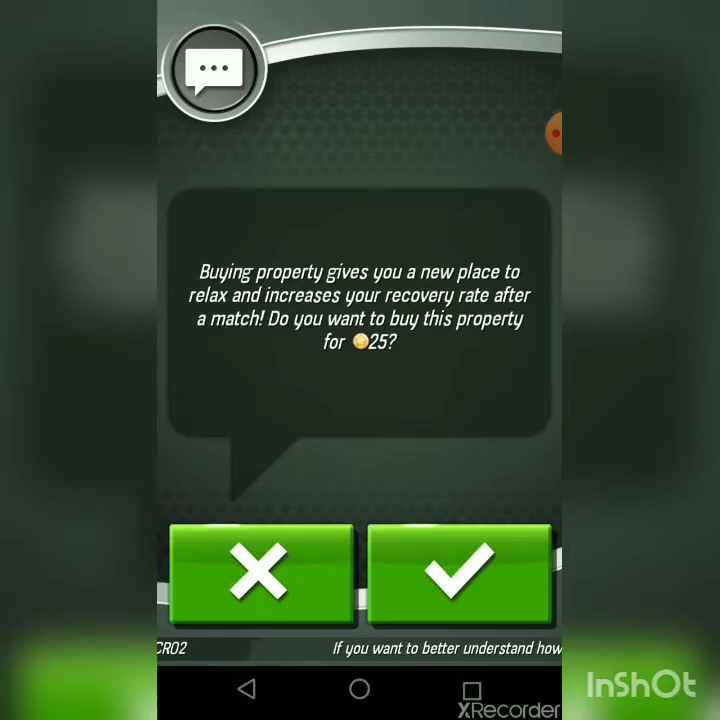 Buying property gives you a new place to
relax and increases your recovery rate after
a match! Do you want to buy this property
for 25?
CRO2 If you want to better understand how
InShOt
XRecorder